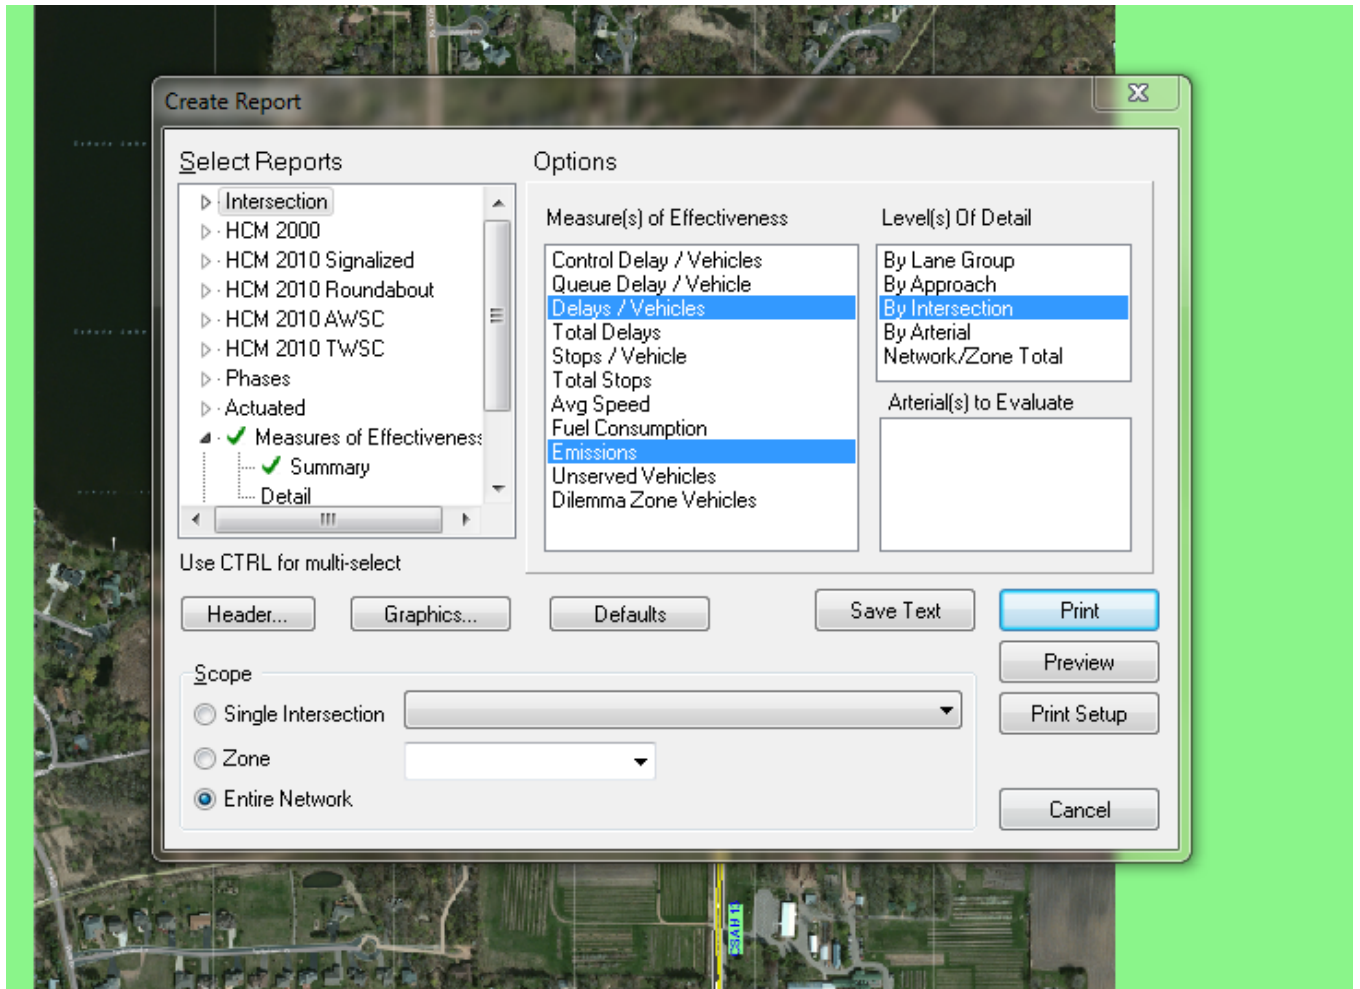 Create Report
Select Reports
Intersection
HCM 2000
HCM 2010 Signalized
HCM 2010 Roundabout
HCM 2010 AWSC
HCM 2010 TWSC
Phases
Actuated
Measures of Effectiveness
Summary
Detail
Use CTRL for multi-select
Options
Measure(s) of Effectiveness
Control Delay / Vehicles
Queue Delay / Vehicle
Delays / Vehicles
Total Delays
Stops / Vehicle
Total Stops
Avg Speed
Fuel Consumption
Emissions
Unserved Vehicles
Dilemma Zone Vehicles
Level(s) Of Detail
By Lane Group
By Approach
By Intersection
By Arterial
Network/Zone Total
Arterial(s) to Evaluate
Header...
Graphics...
Defaults
Save Text
Print
Preview
Print Setup
Cancel
Scope
Single Intersection
Zone
Entire Network